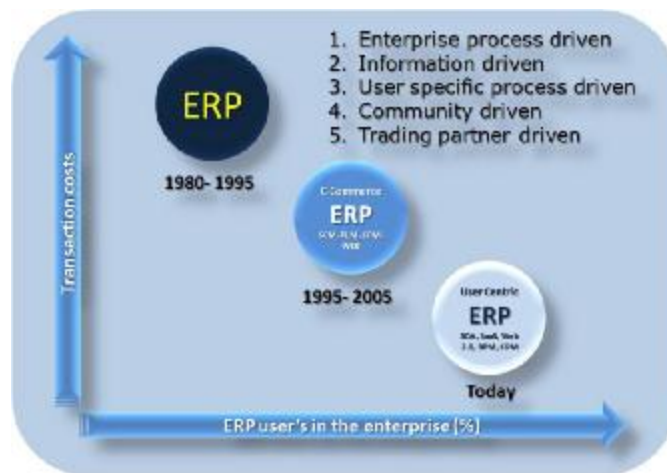 1. Enterprise process driven
2. Information driven
3. User specific process driven
4. Community driven
5. Trading partner driven
ERP
1980- 1995
ERP
1995- 2005
User Centric
ERP
Today
Transaction costs
ERP user's in the enterprise (%)